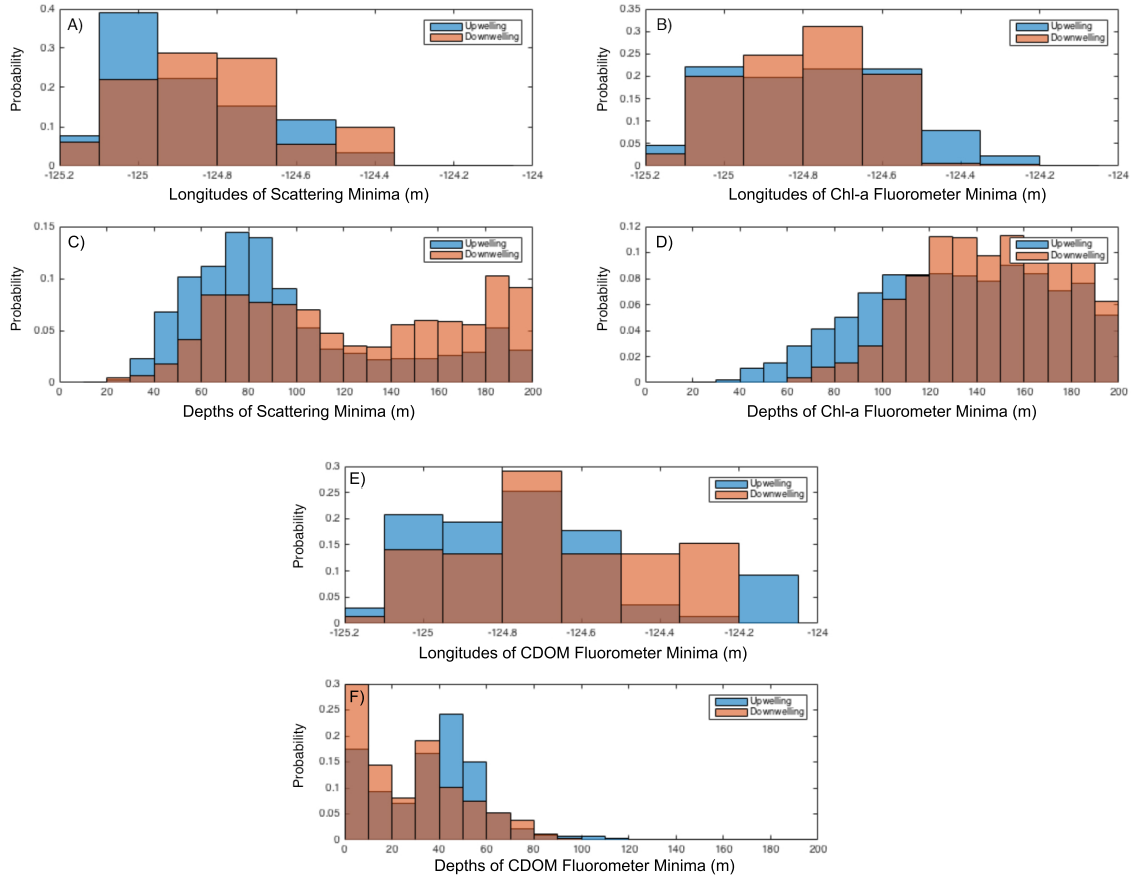 A)
Upwelling
Downwelling
Probability
0.4
0.3
0.2
0.1
0
-125.2 -125 -124.8 -124.6 -124.4 -124.2 -124
Longitudes of Scattering Minima (m)
B)
Upwelling
Downwelling
Probability
0.35
0.3
0.25
0.2
0.15
0.1
0.05
0
-125.2 -125 -124.8 -124.6 -124.4 -124.2 -124
Longitudes of Chl-a Fluorometer Minima (m)
C)
Upwelling
Downwelling
Probability
0.15
0.1
0.05
0
0 20 40 60 80 100 120 140 160 180 200
Depths of Scattering Minima (m)
D)
Upwelling
Downwelling
Probability
0.12
0.1
0.08
0.06
0.04
0.02
0
0 20 40 60 80 100 120 140 160 180 200
Depths of Chl-a Fluorometer Minima (m)
E)
Upwelling
Downwelling
Probability
0.3
0.25
0.2
0.15
0.1
0.05
0
-125.2 -125 -124.8 -124.6 -124.4 -124.2 -124
Longitudes of CDOM Fluorometer Minima (m)
F)
Upwelling
Downwelling
Probability
0.3
0.25
0.2
0.15
0.1
0.05
0
0 20 40 60 80 100 120 140 160 180 200
Depths of CDOM Fluorometer Minima (m)